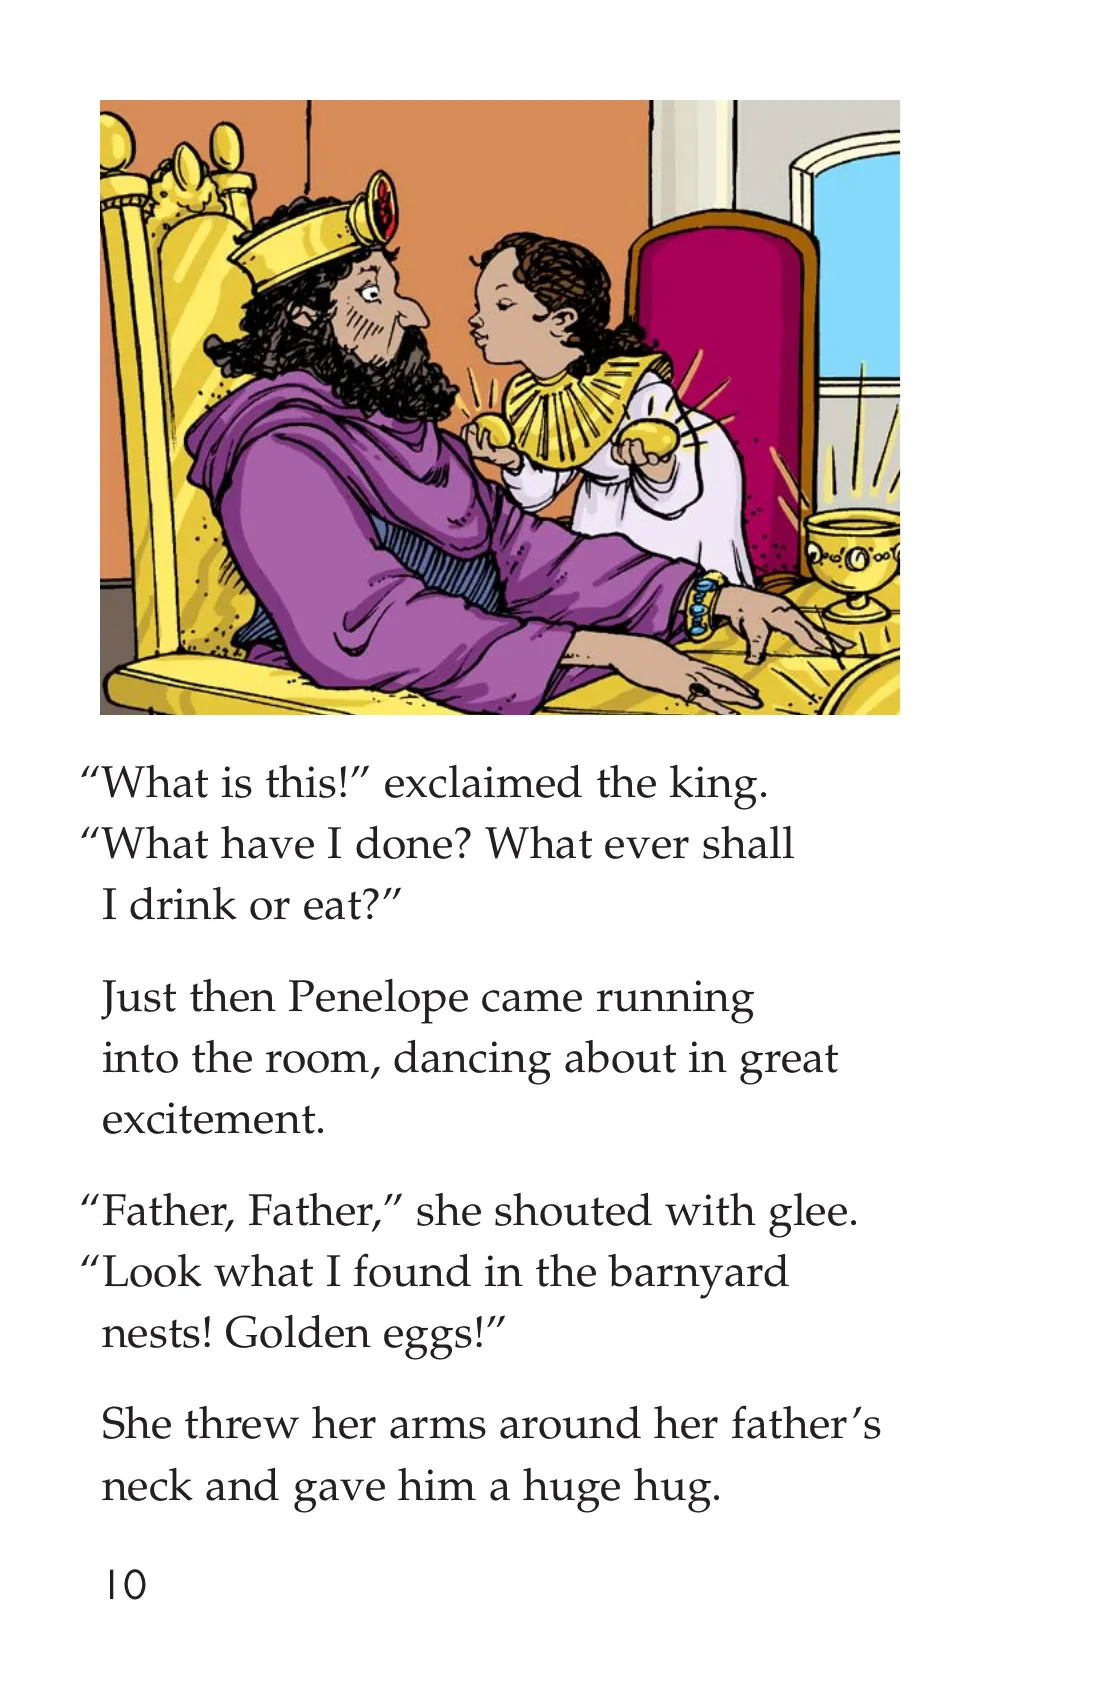 “What is this!” exclaimed the king.
“What have I done? What ever shall
I drink or eat?”
Just then Penelope came running
into the room, dancing about in great
excitement.
“Father, Father,” she shouted with glee.
“Look what I found in the barnyard
nests! Golden eggs!”
She threw her arms around her father’s
neck and gave him a huge hug.
10